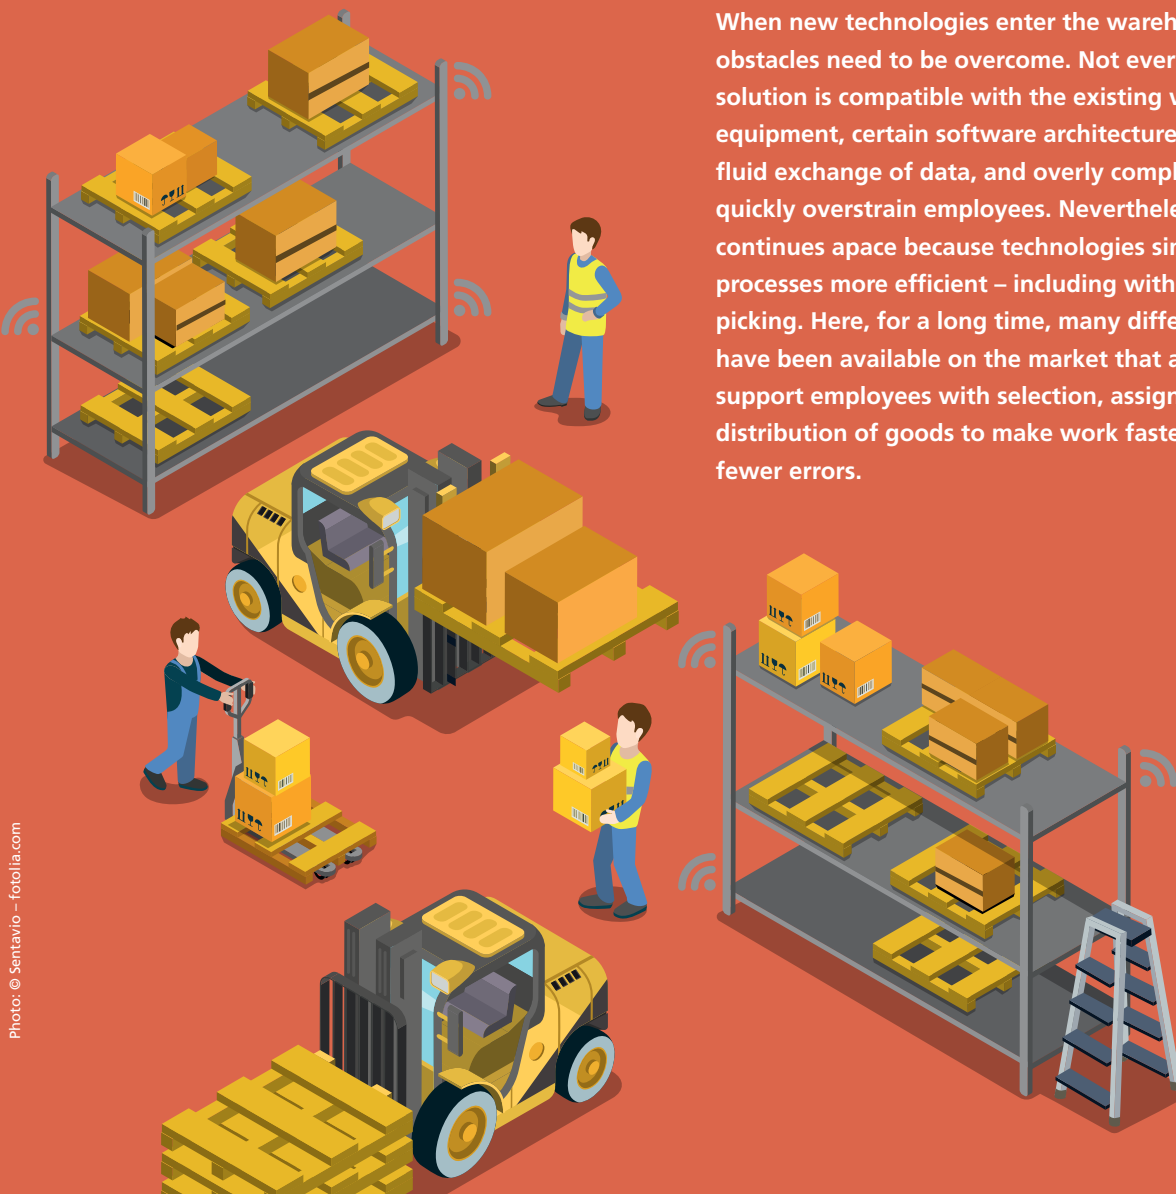 When new technologies enter the wareh
obstacles need to be overcome. Not ever
solution is compatible with the existing w
equipment, certain software architecture
fluid exchange of data, and overly compl
quickly overstrain employees. Neverthele
continues apace because technologies sin
processes more efficient – including with
picking. Here, for a long time, many diffe
have been available on the market that a
support employees with selection, assign
distribution of goods to make work faste
fewer errors.
Photo: © Sentavio – fotolia.com